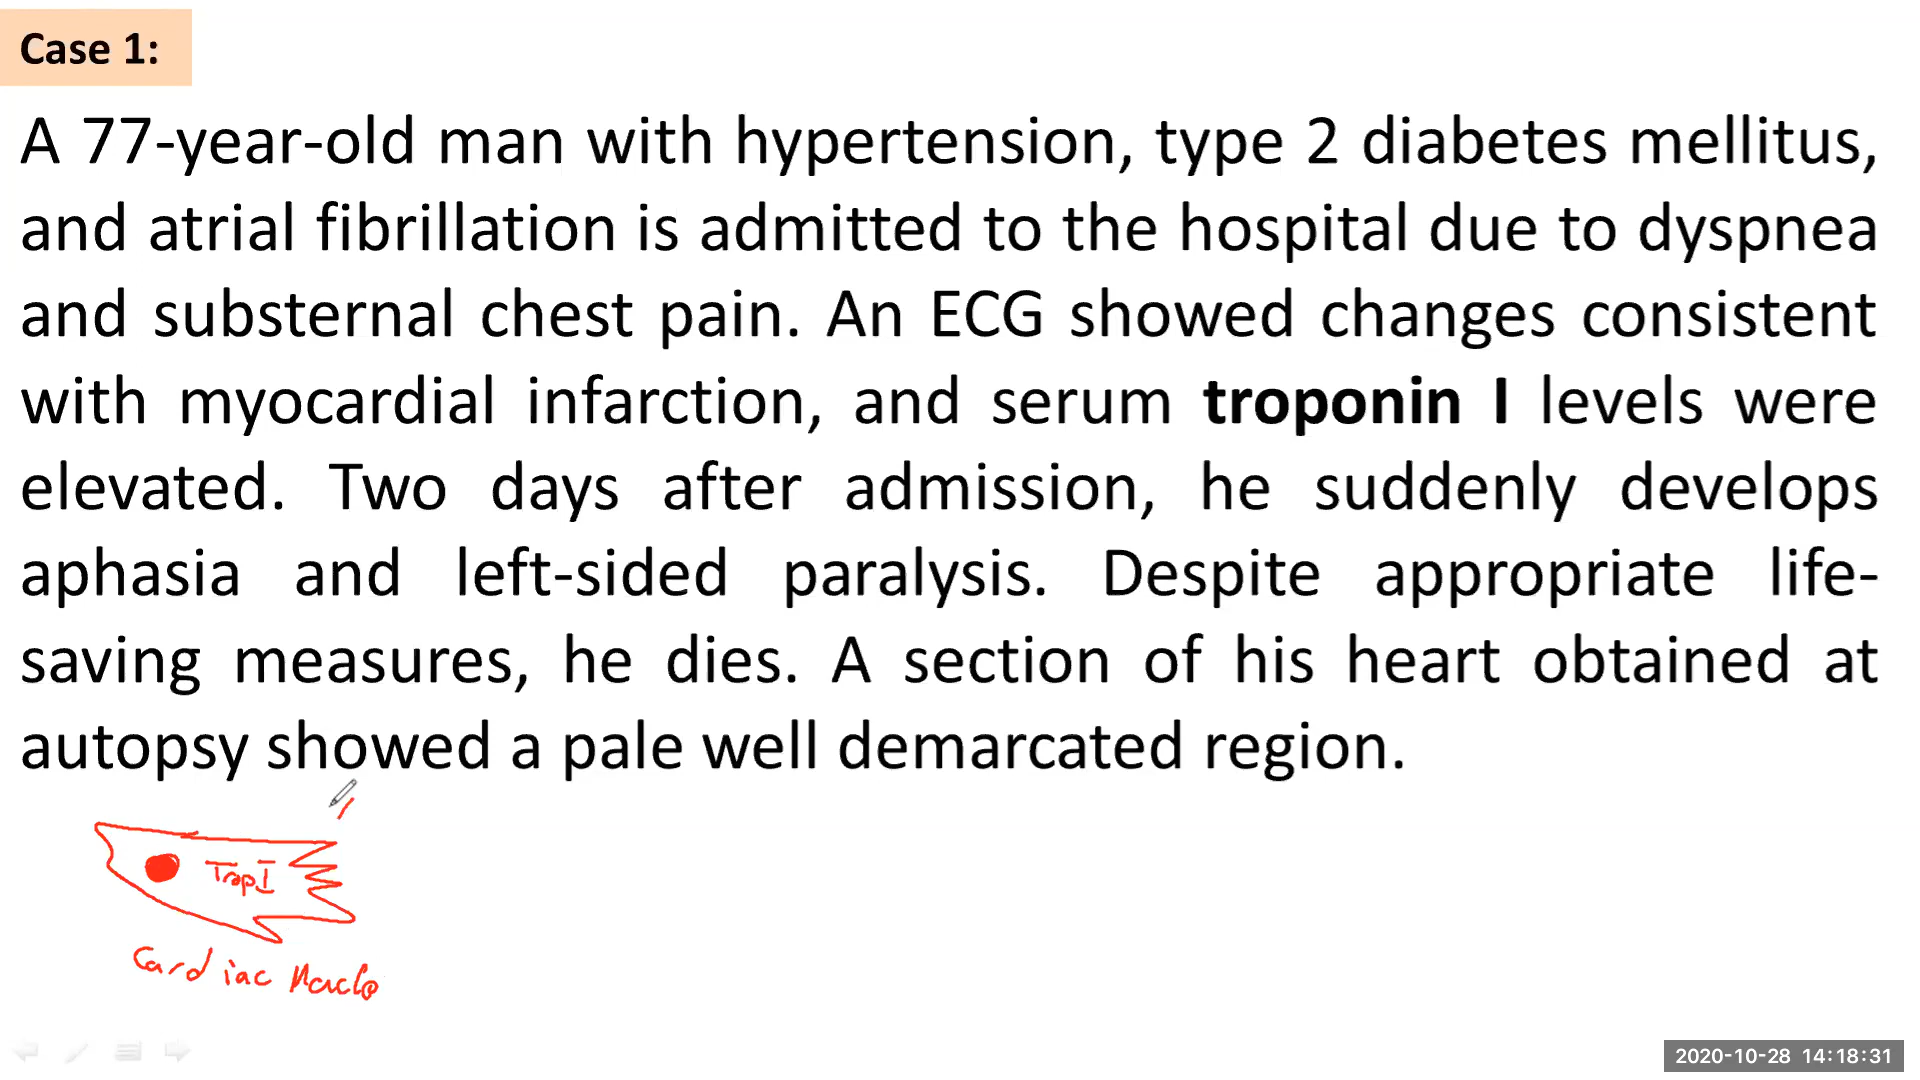 Case 1:
A 77-year-old man with hypertension, type 2 diabetes mellitus,
and atrial fibrillation is admitted to the hospital due to dyspnea
and substernal chest pain. An ECG showed changes consistent
with myocardial infarction, and serum troponin I levels were
elevated. Two days after admission, he suddenly develops
aphasia and left-sided paralysis. Despite appropriate life-
saving measures, he dies. A section of his heart obtained at
autopsy showed a pale well demarcated region.
Trop I
Cardiac
2020-10-28 14:18:31